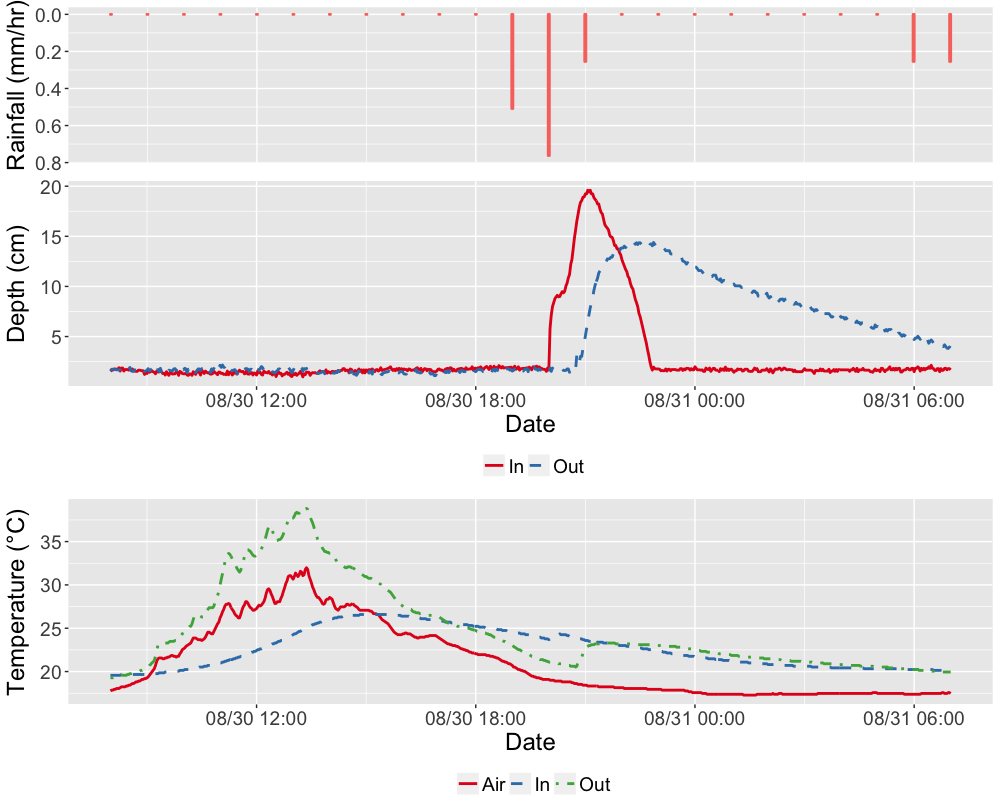 Rainfall (mm/hr)
0.0
0.2
0.4
0.6
0.8
Depth (cm)
20
15
10
5
08/30 12:00 08/30 18:00 08/31 00:00 08/31 06:00
Date
In Out
Temperature (°C)
35
30
25
20
08/30 12:00 08/30 18:00 08/31 00:00 08/31 06:00
Date
Air In Out